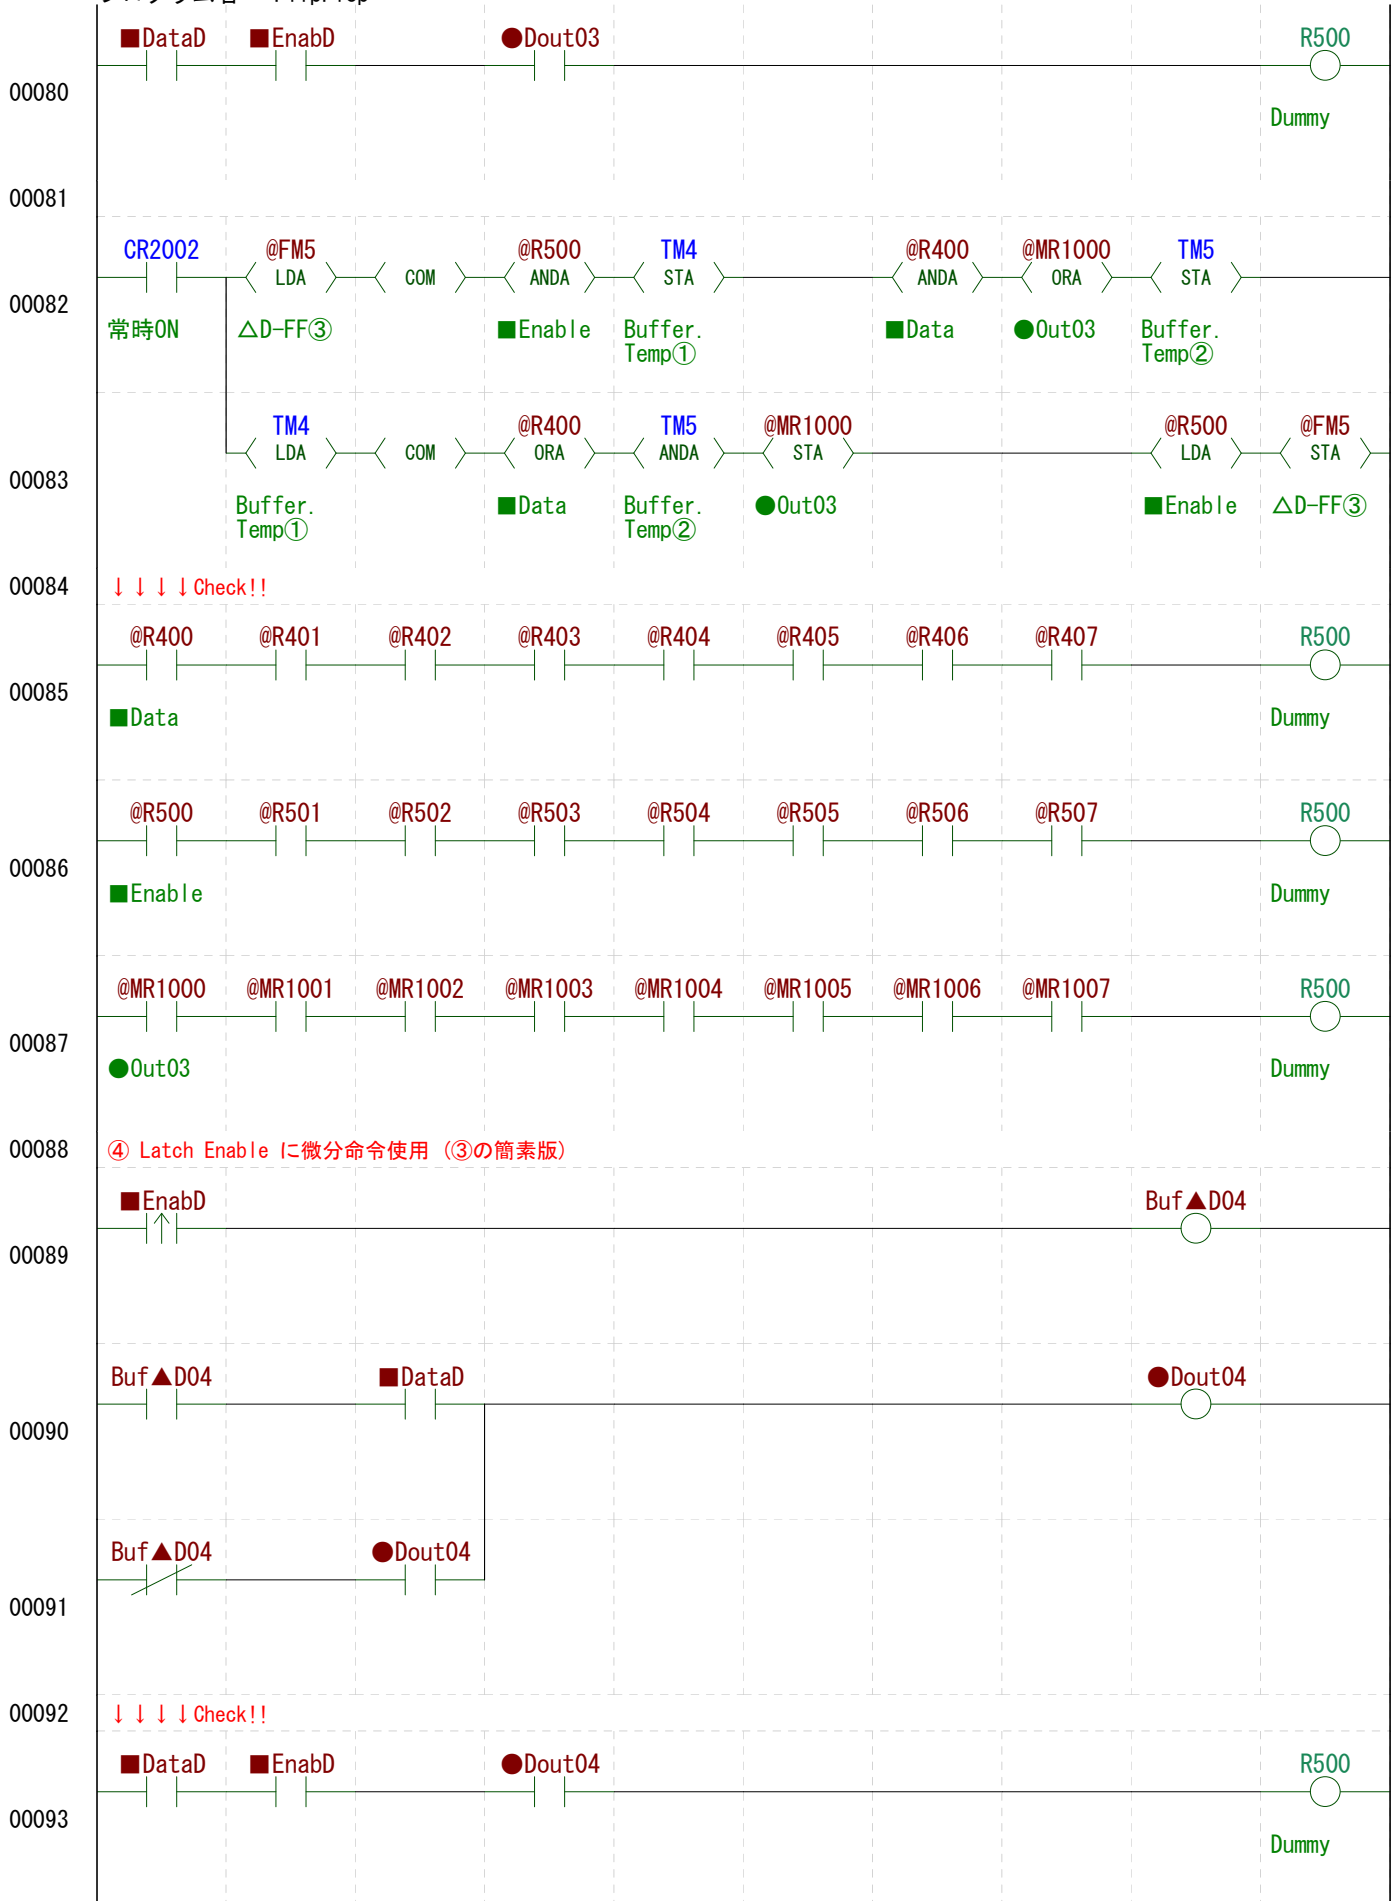 ■DataD ■EnabD ●Dout03 R500
00080
Dummy
00081
CR2002 @FM5 @R500 TM4 @R400 @MR1000 TM5
LDA COM ANDA STA ANDA ORA STA
00082
常時ON △D-FF③ ■Enable Buffer. ■Data ●Out03 Buffer.
Temp① Temp②
TM4 @R400 TM5 @MR1000 @R500 @FM5
LDA COM ORA ANDA STA LDA STA
00083
Buffer. ■Data Buffer. ●Out03 ■Enable △D-FF③
Temp① Temp②
00084 ↓↓↓↓Check!!
@R400 @R401 @R402 @R403 @R404 @R405 @R406 @R407 R500
00085
■Data Dummy
@R500 @R501 @R502 @R503 @R504 @R505 @R506 @R507 R500
00086
■Enable Dummy
@MR1000 @MR1001 @MR1002 @MR1003 @MR1004 @MR1005 @MR1006 @MR1007 R500
00087
●Out03 Dummy
00088 ④ Latch Enable に微分命令使用 (③の簡素版)
■EnabD Buf▲D04
00089
Buf▲D04 ■DataD ●Dout04
00090
Buf▲D04 ●Dout04
00091
00092 ↓↓↓↓Check!!
■DataD ■EnabD ●Dout04 R500
00093
Dummy